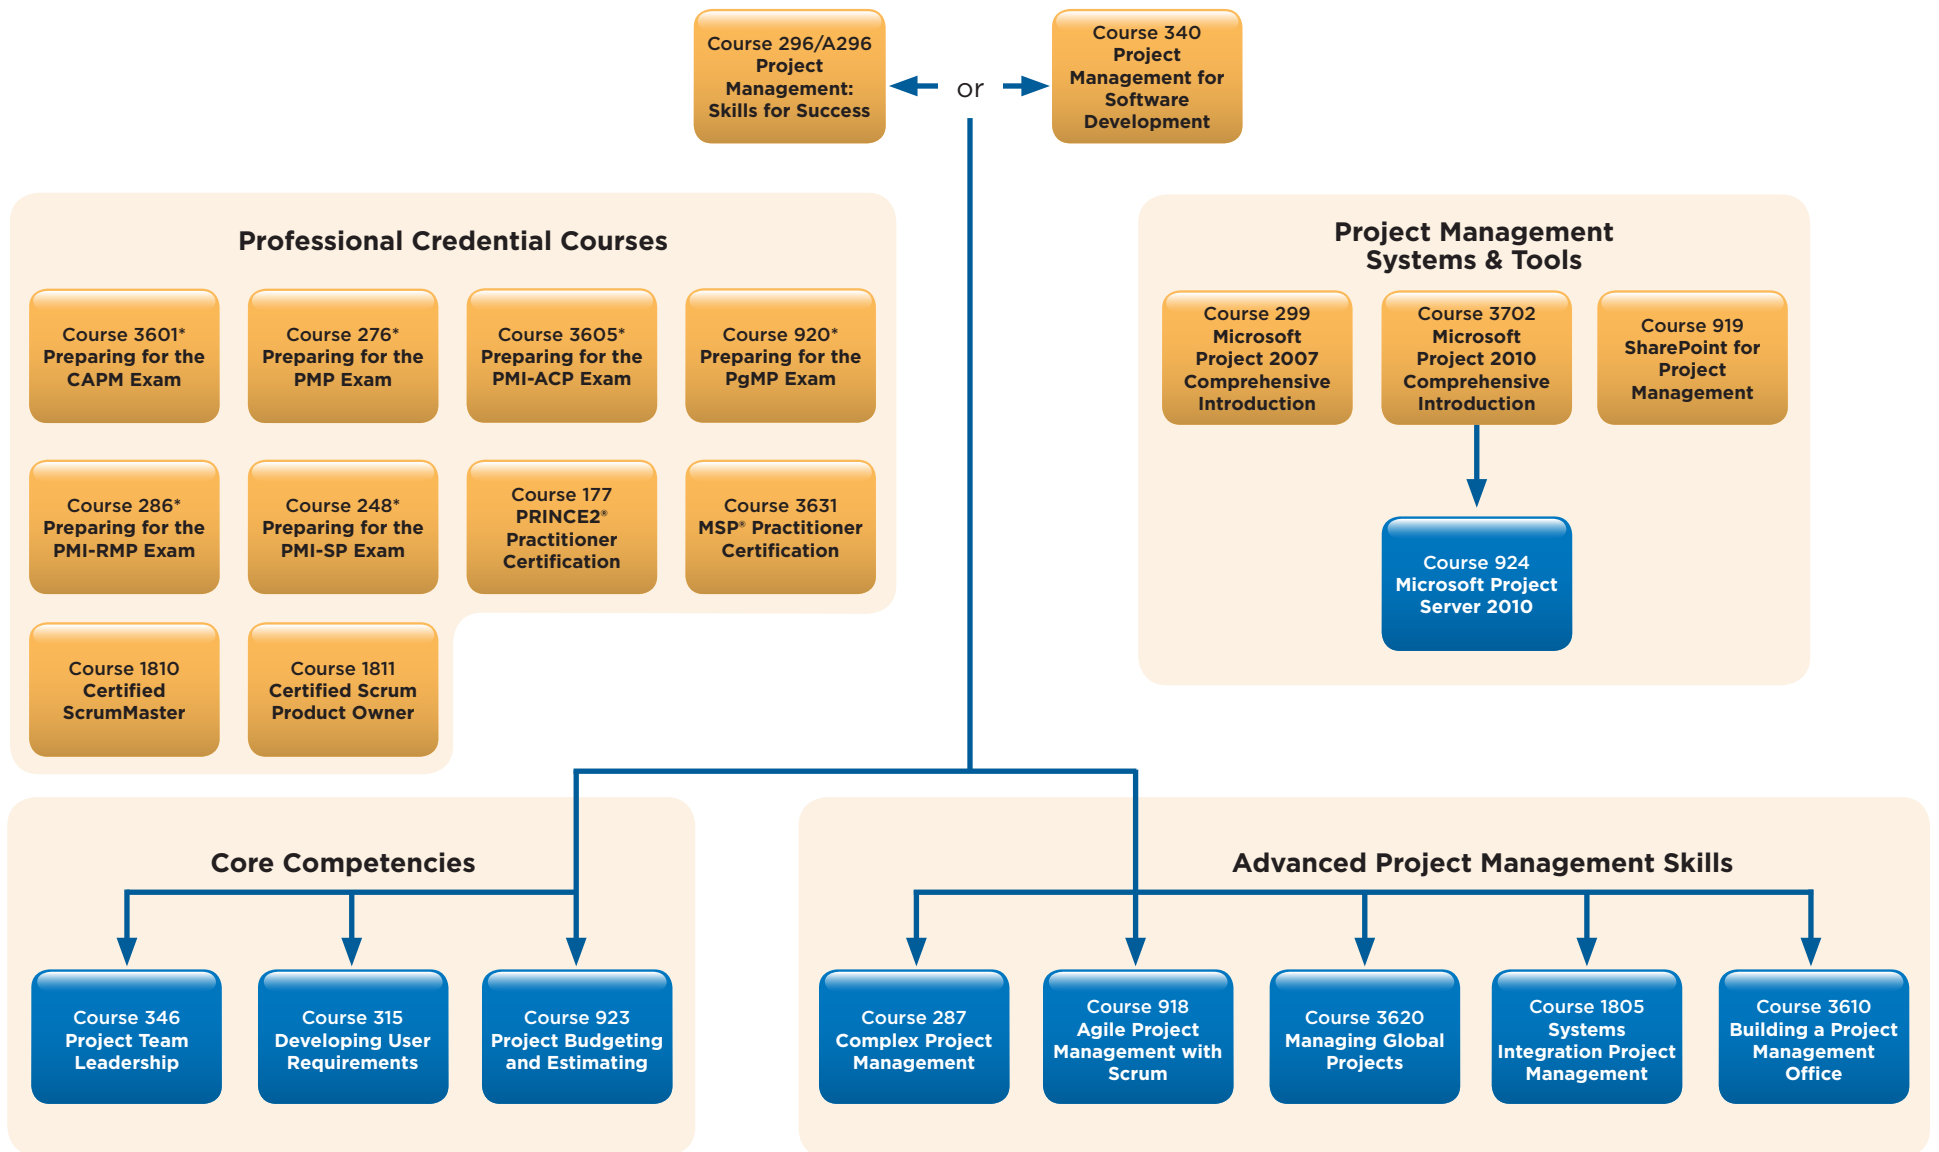 Course 296/A296
Project
Management:
Skills for Success
or
Course 340
Project
Management for
Software
Development
Professional Credential Courses
Course 3601*
Preparing for the
CAPM Exam
Course 276*
Preparing for the
PMP Exam
Course 3605*
Preparing for the
PMI-ACP Exam
Course 920*
Preparing for the
PgMP Exam
Course 286*
Preparing for the
PMI-RMP Exam
Course 248*
Preparing for the
PMI-SP Exam
Course 177
PRINCE2®
Practitioner
Certification
Course 3631
MSP® Practitioner
Certification
Course 1810
Certified
ScrumMaster
Course 1811
Certified Scrum
Product Owner
Project Management
Systems & Tools
Course 299
Microsoft
Project 2007
Comprehensive
Introduction
Course 3702
Microsoft
Project 2010
Comprehensive
Introduction
Course 919
SharePoint for
Project
Management
Course 924
Microsoft Project
Server 2010
Core Competencies
Course 346
Project Team
Leadership
Course 315
Developing User
Requirements
Course 923
Project Budgeting
and Estimating
Advanced Project Management Skills
Course 287
Complex Project
Management
Course 918
Agile Project
Management with
Scrum
Course 3620
Managing Global
Projects
Course 1805
Systems
Integration Project
Management
Course 3610
Building a Project
Management
Office